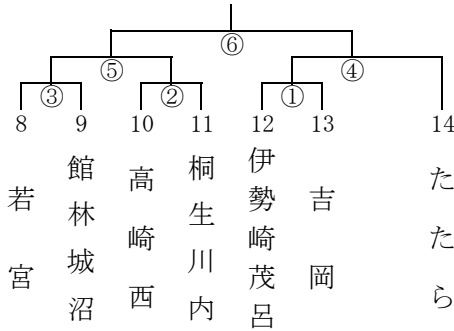 ⑥
⑤ ④
③ ② ①
8 9 10 11 12 13 14
若宮
館林城沼
高崎西
桐生川内
伊勢崎茂呂
吉岡
たたら